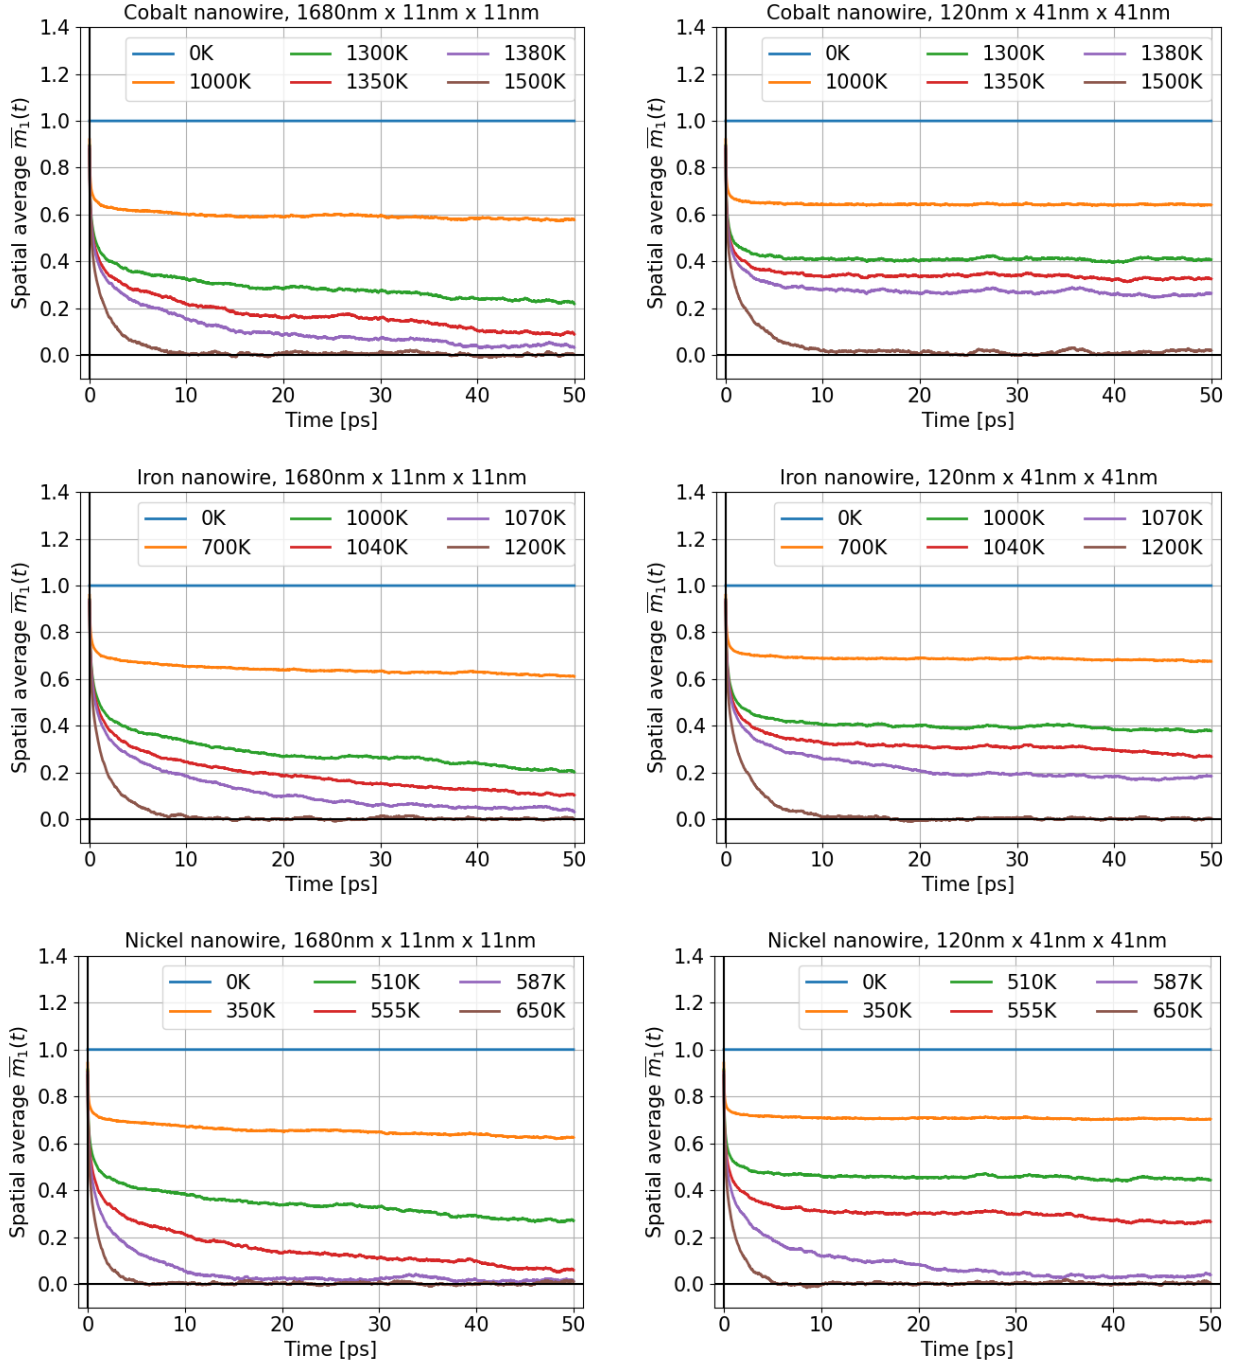 Cobalt nanowire, 1680nm x 11nm x 11nm
0K 1300K 1380K
1000K 1350K 1500K
1.4
1.2
1.0
0.8
0.6
0.4
0.2
0.0
Spatial average m̅₁(t)
0 10 20 30 40 50
Time [ps]
Cobalt nanowire, 120nm x 41nm x 41nm
0K 1300K 1380K
1000K 1350K 1500K
1.4
1.2
1.0
0.8
0.6
0.4
0.2
0.0
Spatial average m̅₁(t)
0 10 20 30 40 50
Time [ps]
Iron nanowire, 1680nm x 11nm x 11nm
0K 1000K 1070K
700K 1040K 1200K
1.4
1.2
1.0
0.8
0.6
0.4
0.2
0.0
Spatial average m̅₁(t)
0 10 20 30 40 50
Time [ps]
Iron nanowire, 120nm x 41nm x 41nm
0K 1000K 1070K
700K 1040K 1200K
1.4
1.2
1.0
0.8
0.6
0.4
0.2
0.0
Spatial average m̅₁(t)
0 10 20 30 40 50
Time [ps]
Nickel nanowire, 1680nm x 11nm x 11nm
0K 510K 587K
350K 555K 650K
1.4
1.2
1.0
0.8
0.6
0.4
0.2
0.0
Spatial average m̅₁(t)
0 10 20 30 40 50
Time [ps]
Nickel nanowire, 120nm x 41nm x 41nm
0K 510K 587K
350K 555K 650K
1.4
1.2
1.0
0.8
0.6
0.4
0.2
0.0
Spatial average m̅₁(t)
0 10 20 30 40 50
Time [ps]